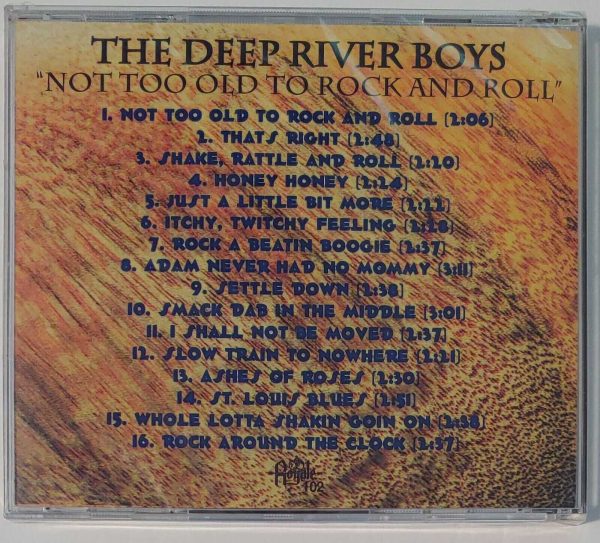 THE DEEP RIVER BOYS
"NOT TOO OLD TO ROCK AND ROLL"
1. NOT TOO OLD TO ROCK AND ROLL [2:06]
2. THATS RIGHT [2:48]
3. SHAKE, RATTLE AND ROLL [2:20]
4. HONEY HONEY [2:24]
5. JUST A LITTLE BIT MORE [2:22]
6. ITCHY, TWITCHY FEELING [2:28]
7. ROCK A BEATIN BOOGIE [2:37]
8. ADAM NEVER HAD NO MOMMY [3:11]
9. SETTLE DOWN [2:38]
10. SMACK DAB IN THE MIDDLE [3:01]
11. I SHALL NOT BE MOVED [2:37]
12. SLOW TRAIN TO NOWHERE [2:21]
13. ASHES OF ROSES [2:30]
14. ST. LOUIS BLUES [2:51]
15. WHOLE LOTTA SHAKIN GOIN ON [2:38]
16. ROCK AROUND THE CLOCK [2:37]
Royale
102